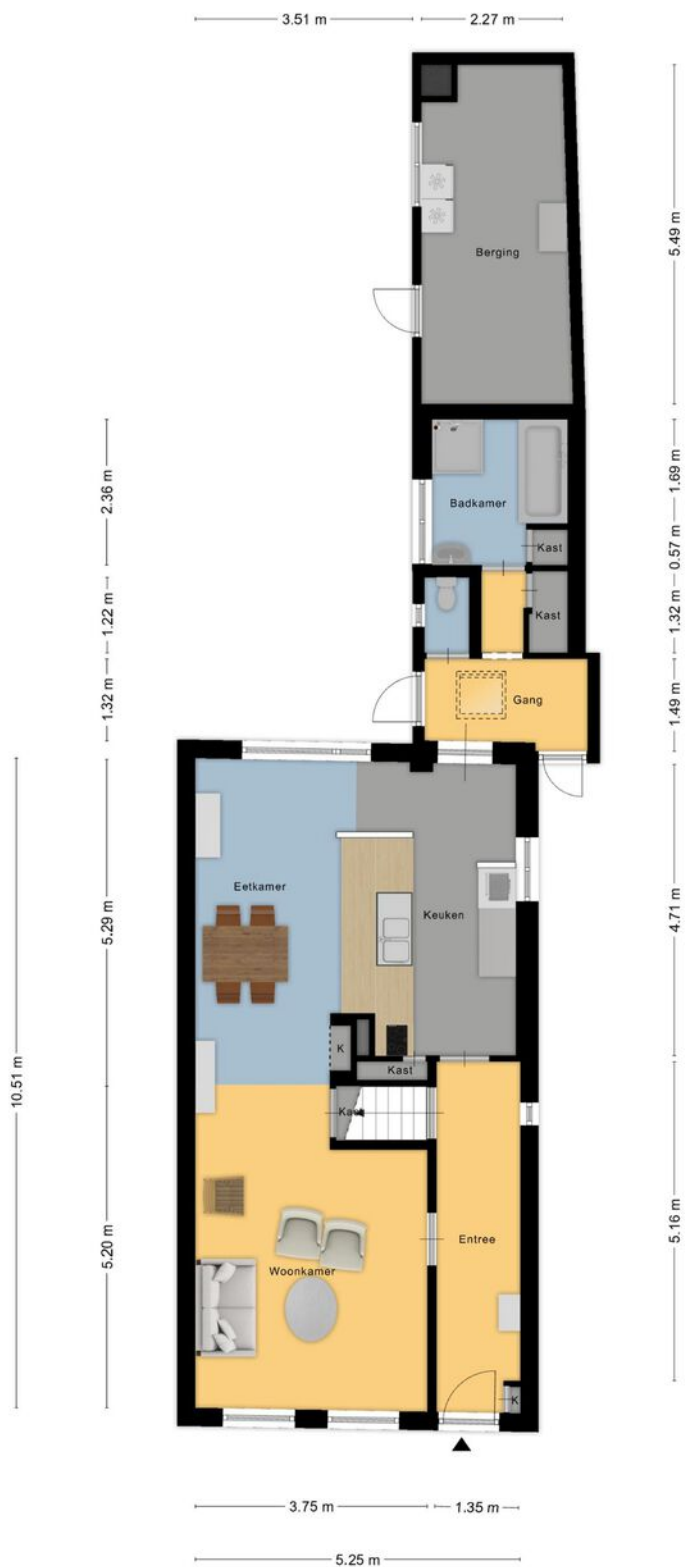 3.51 m
2.27 m
5.49 m
Berging
2.36 m
1.69 m
Badkamer
Kast
0.57 m
Kast
1.22 m
1.32 m
Gang
1.32 m
1.49 m
Eetkamer
Keuken
5.29 m
4.71 m
K
Kast
10.51 m
Kast
5.20 m
5.16 m
Entree
Woonkamer
K
3.75 m
1.35 m
5.25 m